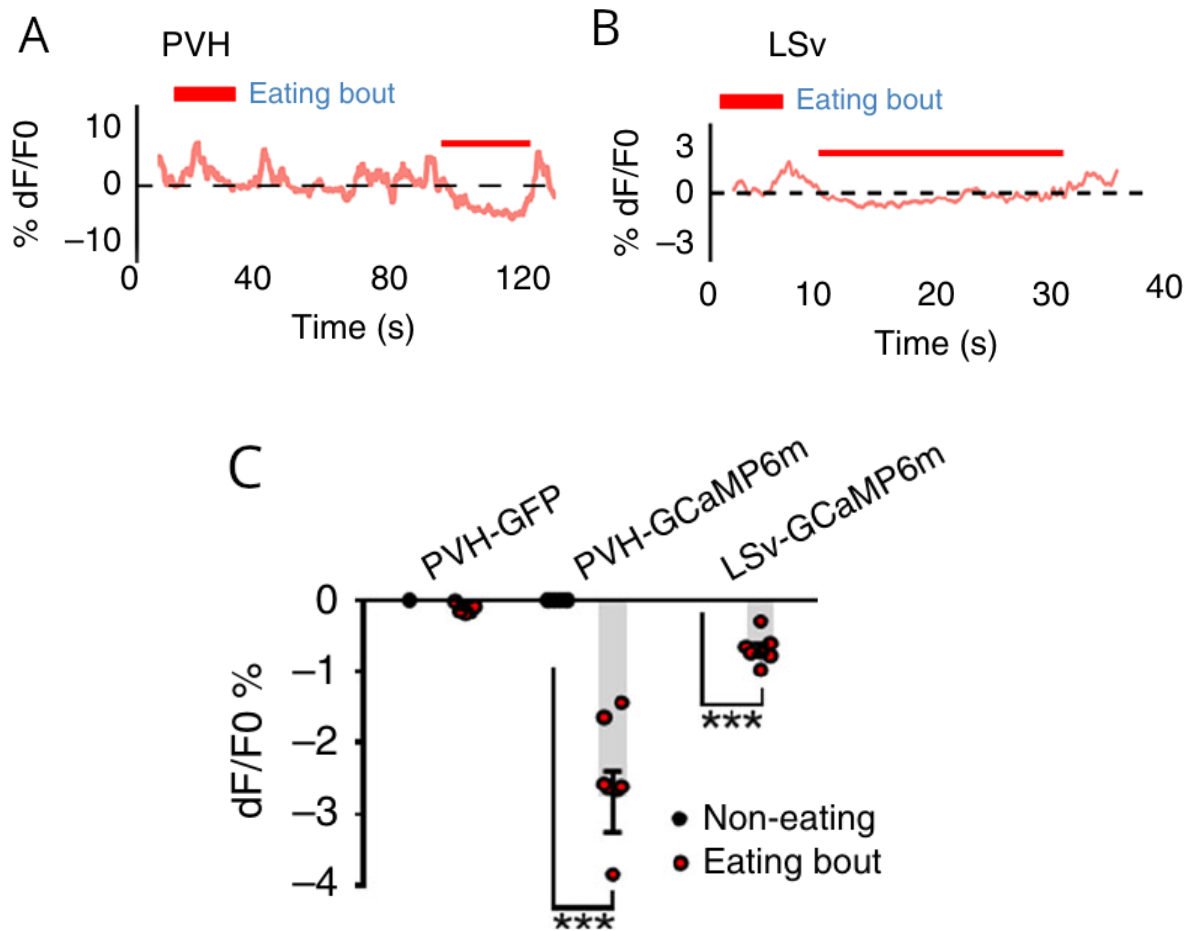 A
PVH
Eating bout
10
0
–10
% dF/F0
0 40 80 120
Time (s)
B
LSv
Eating bout
3
0
–3
% dF/F0
0 10 20 30 40
Time (s)
C
PVH-GFP
PVH-GCaMP6m
LSv-GCaMP6m
0
–1
–2
–3
–4
dF/F0 %
***
***
Non-eating
Eating bout